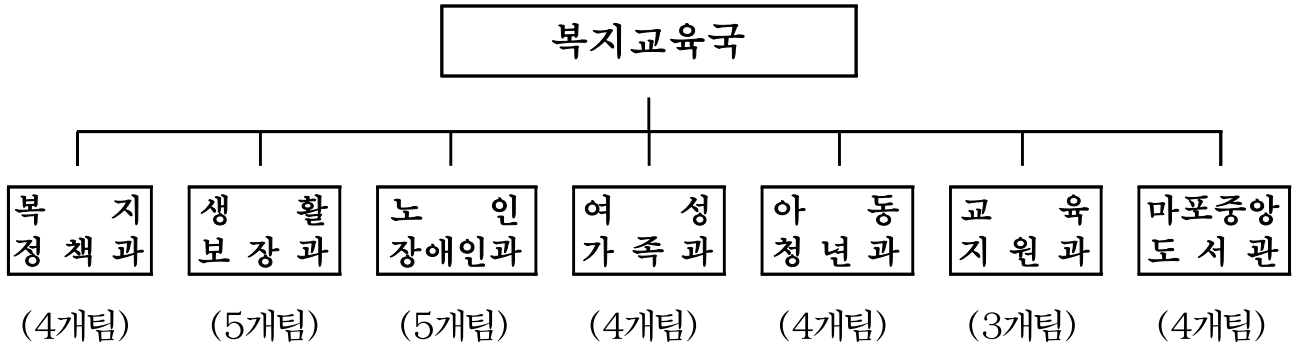 복지교육국
복 지
정 책 과
생 활
보 장 과
노 인
장애인과
여 성
가 족 과
아 동
청 년 과
교 육
지 원 과
마포중앙
도 서 관
(4개팀) (5개팀) (5개팀) (4개팀) (4개팀) (3개팀) (4개팀)